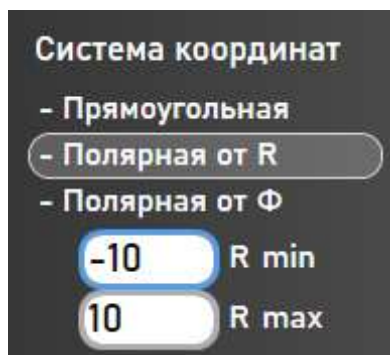 Система координат
- Прямоугольная
- Полярная от R
- Полярная от Ф
-10 R min
10 R max